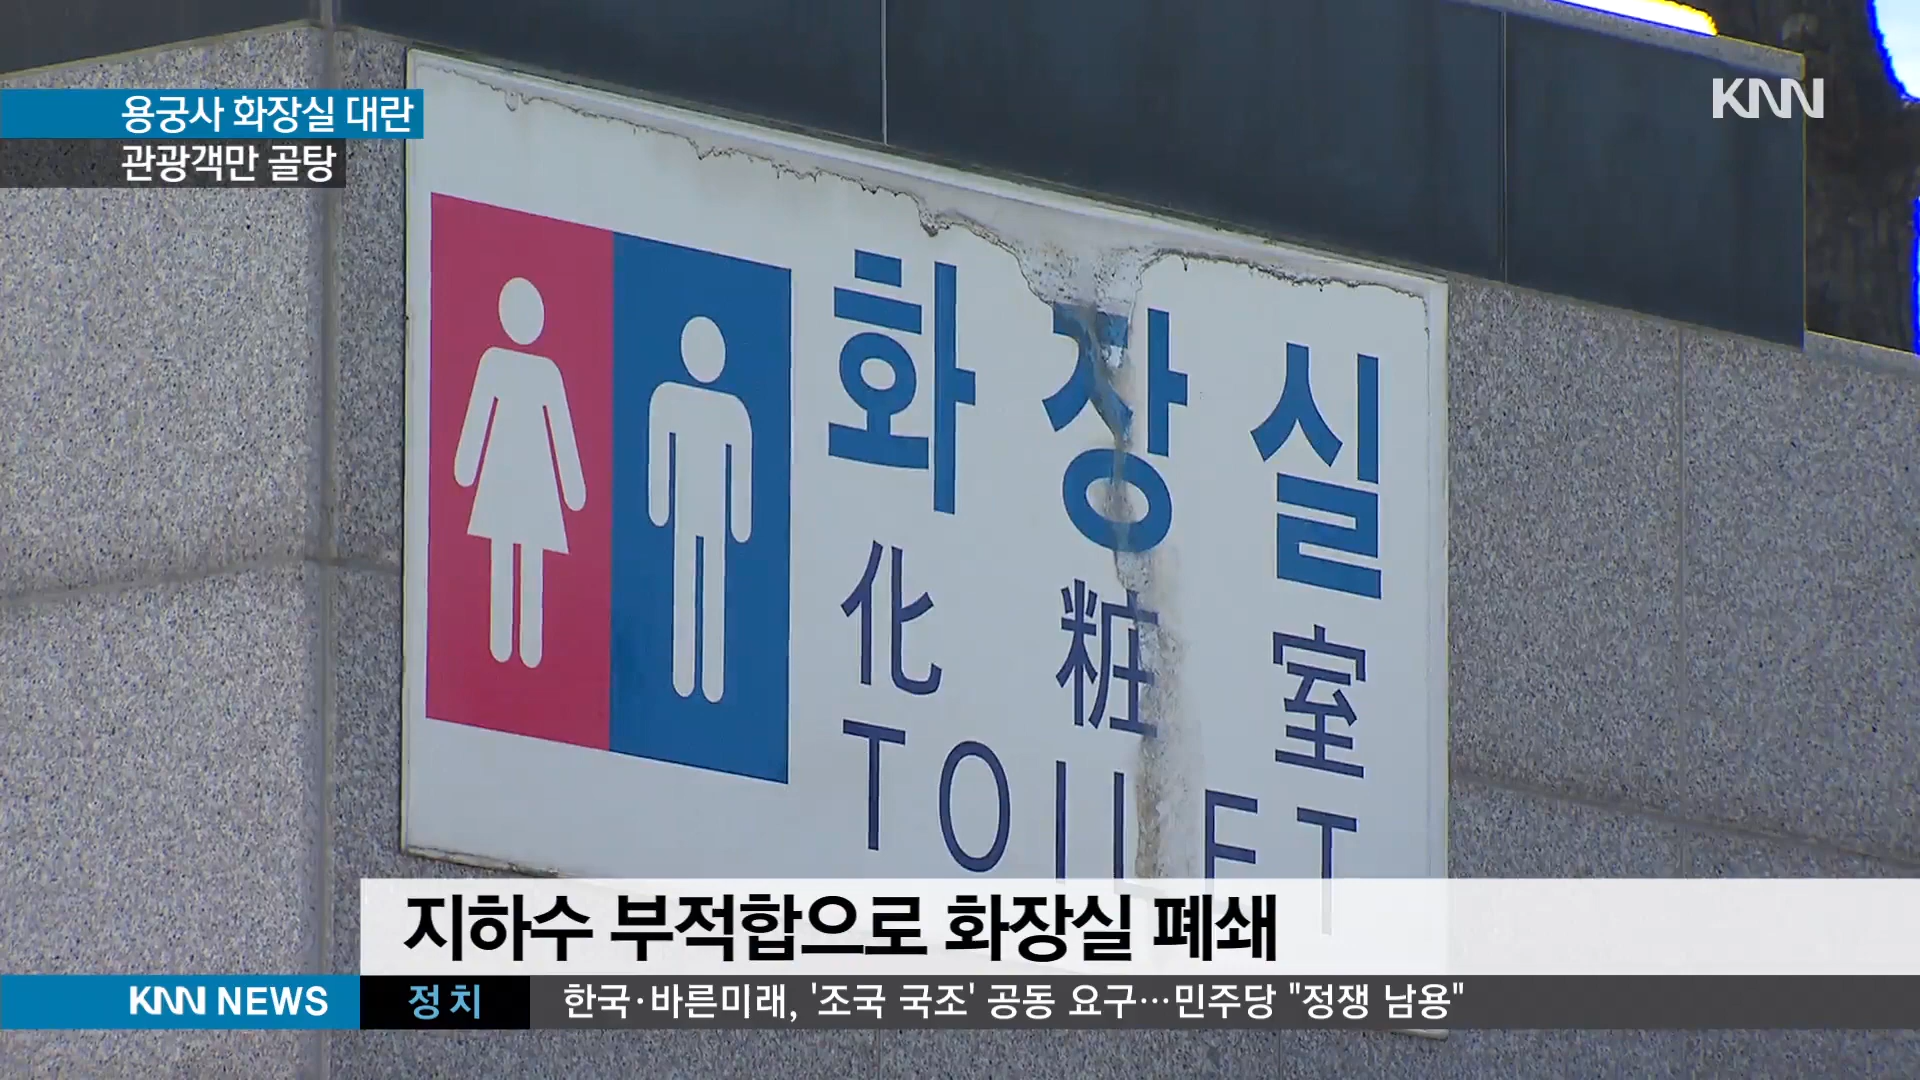 용궁사 화장실 대란
관광객만 골탕
KNN
화장실
化粧室
TOILET
지하수 부적합으로 화장실 폐쇄
KNN NEWS
정치
한국·바른미래, '조국 국조' 공동 요구…민주당 "정쟁 남용"